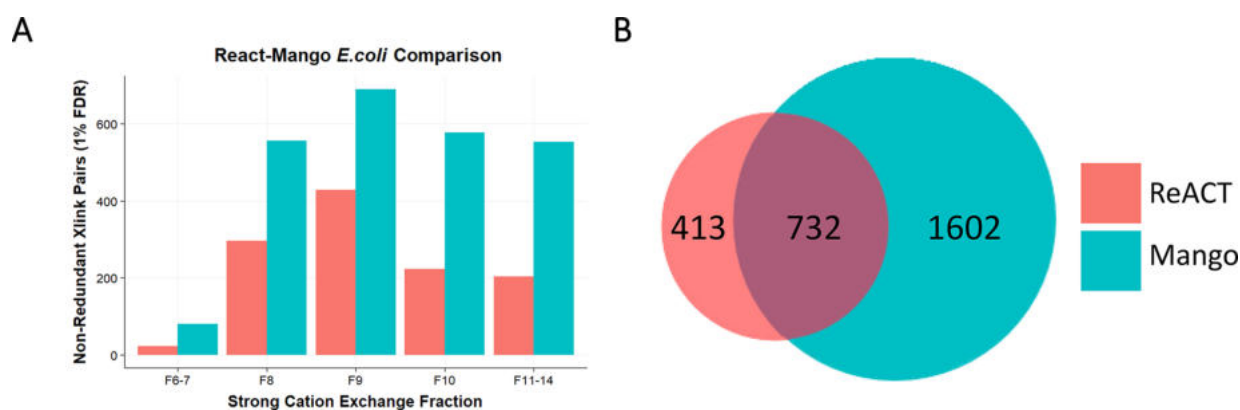 A
React-Mango E.coli Comparison
Non-Redundant Xlink Pairs (1% FDR)
600
400
200
0
F6-7 F8 F9 F10 F11-14
Strong Cation Exchange Fraction
B
413 732 1602
ReACT
Mango